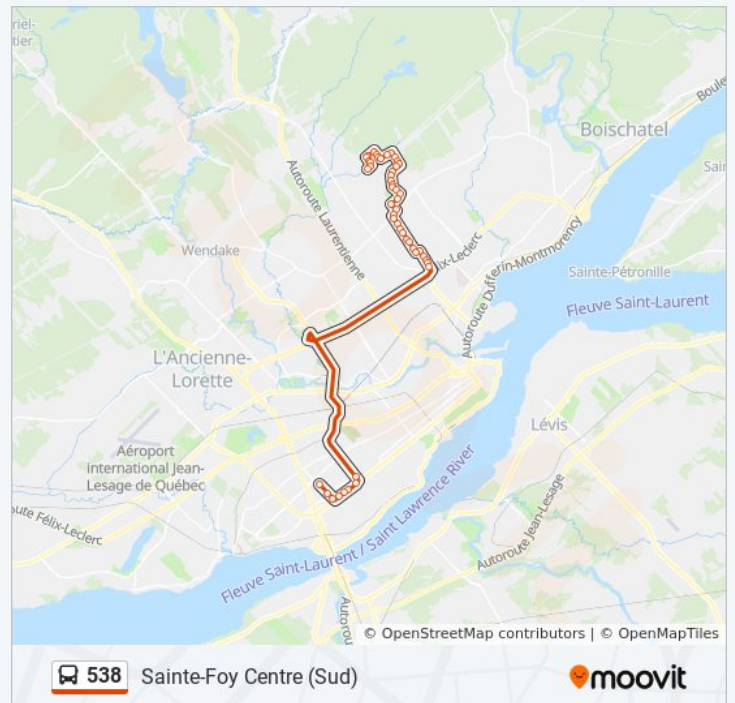 riel-
tier
Boischatel
Boule
Sain
Autoroute Laurentienne
Wendake
lix-Leclerc
Autoroute Dufferin-Montmorency
Sainte-Pétronille
Fleuve Saint-Laurent
L'Ancienne-
Lorette
Lévis
Aéroport
international Jean-
Lesage de Québec
oute Félix-Leclerc
Fleuve Saint-Laurent / Saint Lawrence River
Autoroute Jean-Lesage
Autorou
© OpenStreetMap contributors | © OpenMapTiles
538 Sainte-Foy Centre (Sud)
moovit